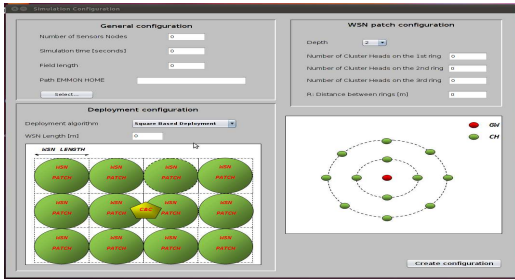 Simulation Configuration
General configuration
Number of Sensors Nodes 0
Simulation time [seconds] 0
Field length 0
Path EMMON HOME
Select...
Deployment configuration
Deployment algorithm Square Based Deployment
WSN Length [m] 0
WSN LENGTH
WSN WSN WSN WSN
PATCH PATCH PATCH PATCH
WSN WSN C&C WSN WSN
PATCH PATCH PATCH PATCH
WSN WSN WSN WSN
PATCH PATCH PATCH PATCH
WSN patch configuration
Depth 2
Number of Cluster Heads on the 1st ring 0
Number of Cluster Heads on the 2nd ring 0
Number of Cluster Heads on the 3rd ring 0
R: Distance between rings [m] 0
GW
CH
Create configuration